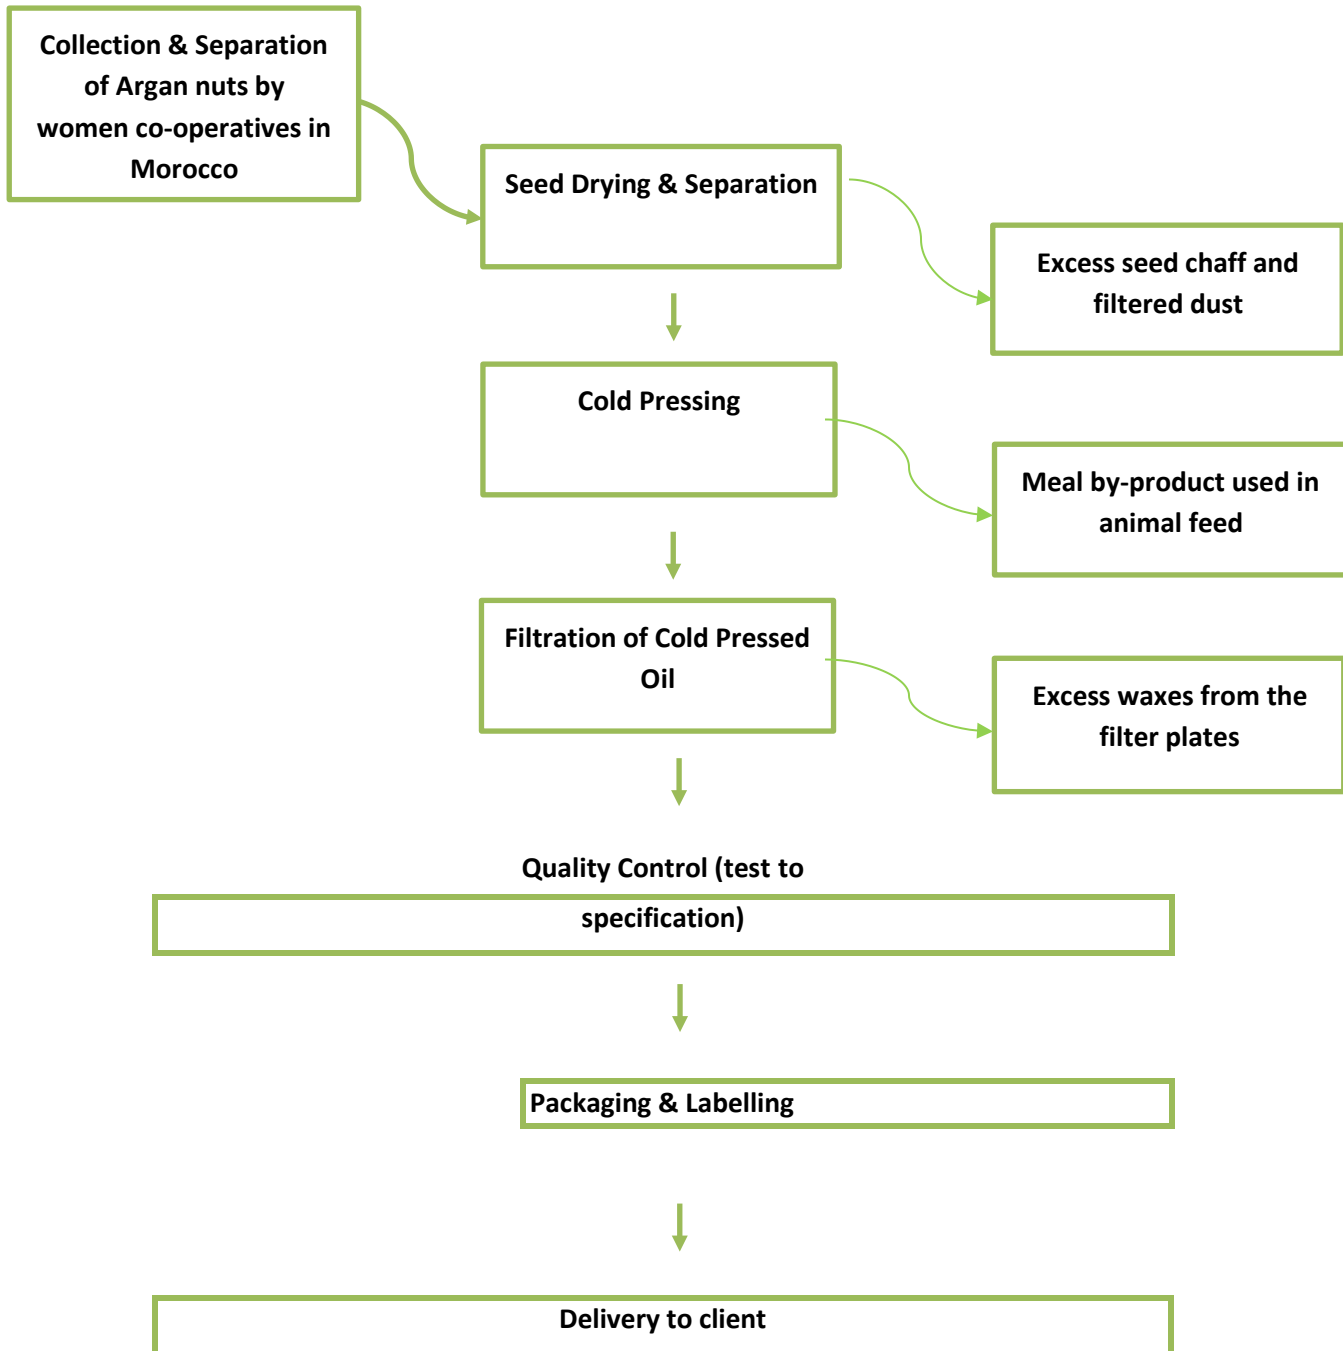 Collection & Separation
of Argan nuts by
women co-operatives in
Morocco
Seed Drying & Separation
Excess seed chaff and
filtered dust
Cold Pressing
Meal by-product used in
animal feed
Filtration of Cold Pressed
Oil
Excess waxes from the
filter plates
Quality Control (test to
specification)
Packaging & Labelling
Delivery to client